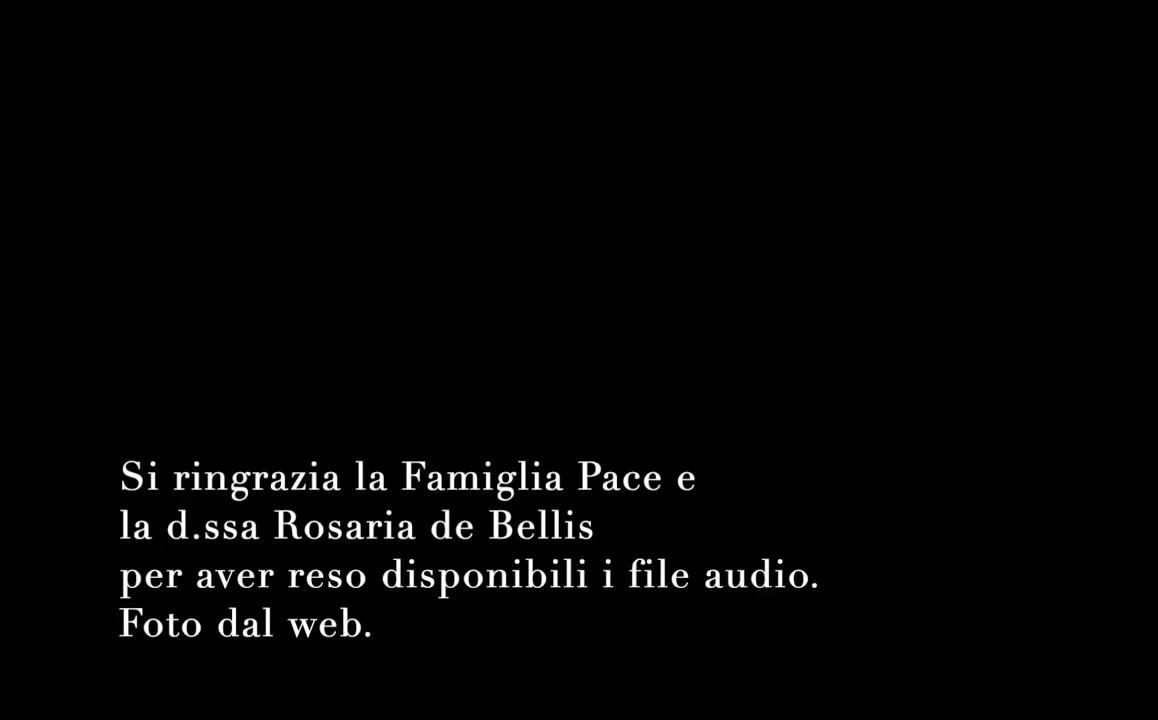 Si ringrazia la Famiglia Pace e
la d.ssa Rosaria de Bellis
per aver reso disponibili i file audio.
Foto dal web.